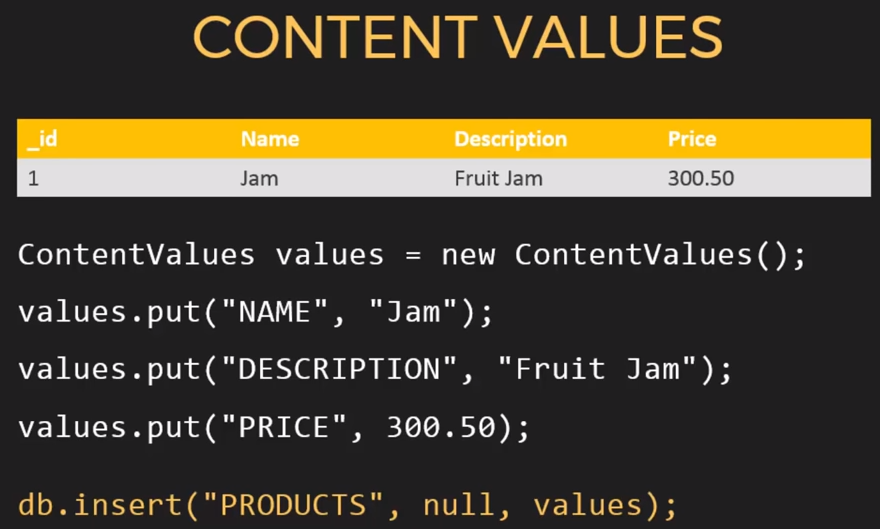 CONTENT VALUES
_id Name Description Price
1 Jam Fruit Jam 300.50
ContentValues values = new ContentValues();
values.put("NAME", "Jam");
values.put("DESCRIPTION", "Fruit Jam");
values.put("PRICE", 300.50);
db.insert("PRODUCTS", null, values);